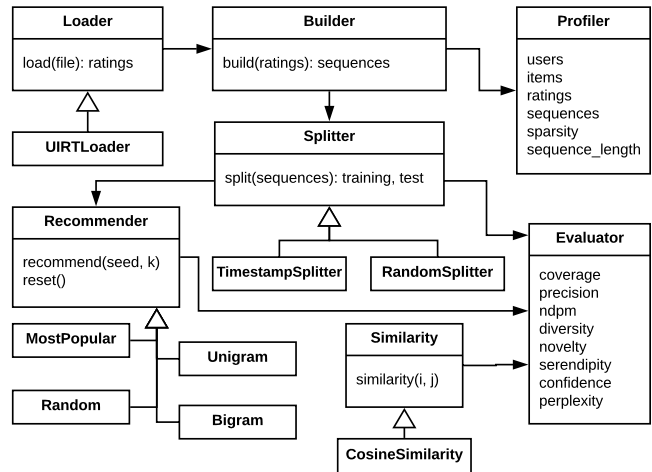 Loader
load(file): ratings
UIRTLoader
Builder
build(ratings): sequences
Profiler
users
items
ratings
sequences
sparsity
sequence_length
Splitter
split(sequences): training, test
TimestampSplitter
RandomSplitter
Recommender
recommend(seed, k)
reset()
MostPopular
Unigram
Random
Bigram
Similarity
similarity(i, j)
CosineSimilarity
Evaluator
coverage
precision
ndpm
diversity
novelty
serendipity
confidence
perplexity